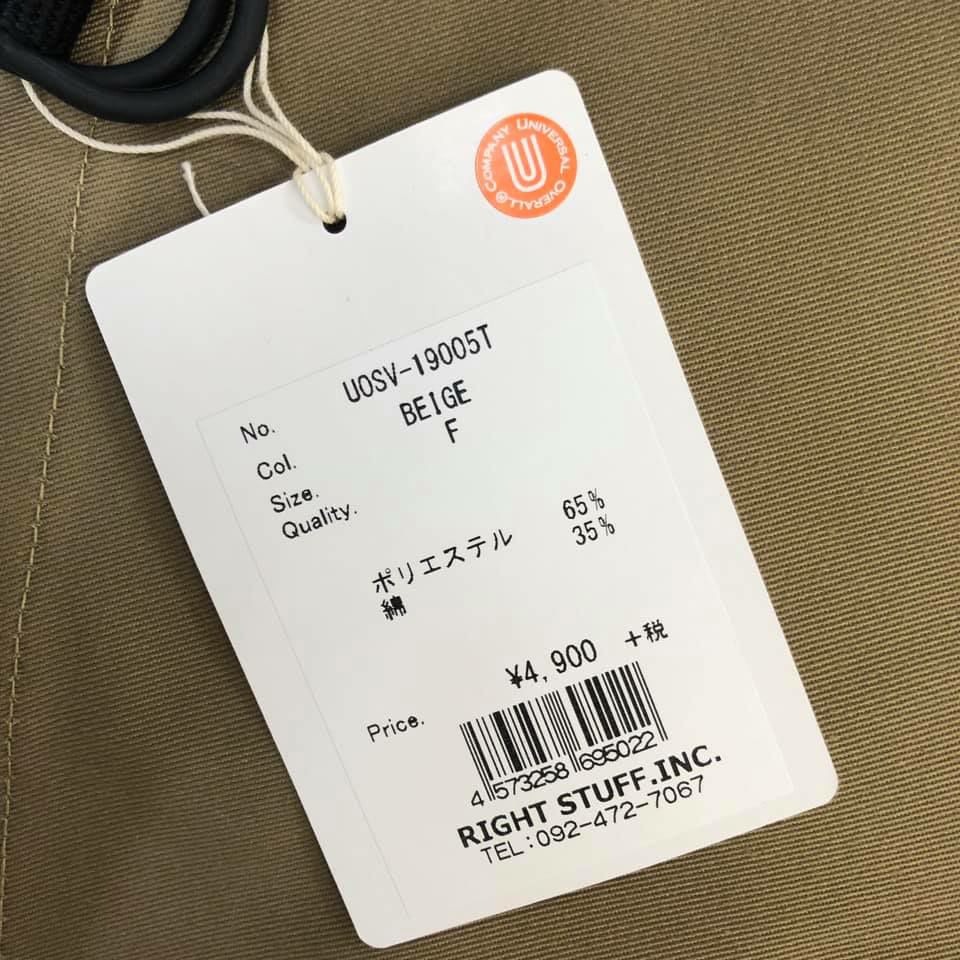 COMPANY UNIVERSAL OVERALL®
U
No. UOSV-19005T
Col. BEIGE
Size. F
Quality.
ポリエステル 65%
綿 35%
Price. ¥4,900 +税
4 573258 695022
RIGHT STUFF.INC.
TEL:092-472-7067